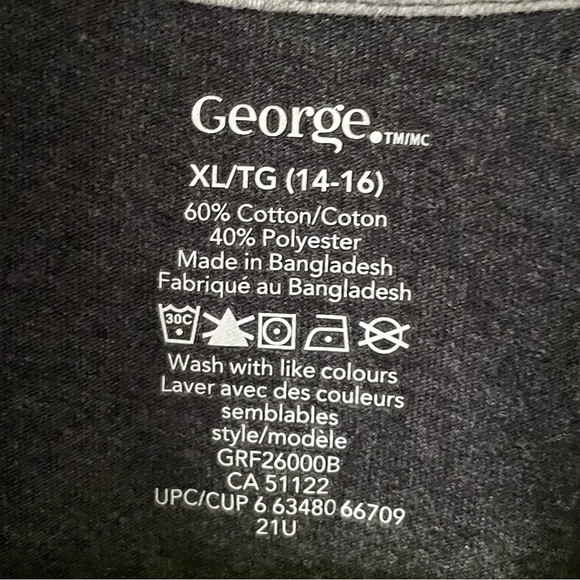 George.TM/MC
XL/TG (14-16)
60% Cotton/Coton
40% Polyester
Made in Bangladesh
Fabriqué au Bangladesh
30C
Wash with like colours
Laver avec des couleurs
semblables
style/modèle
GRF26000B
CA 51122
UPC/CUP 6 63480 66709
21U